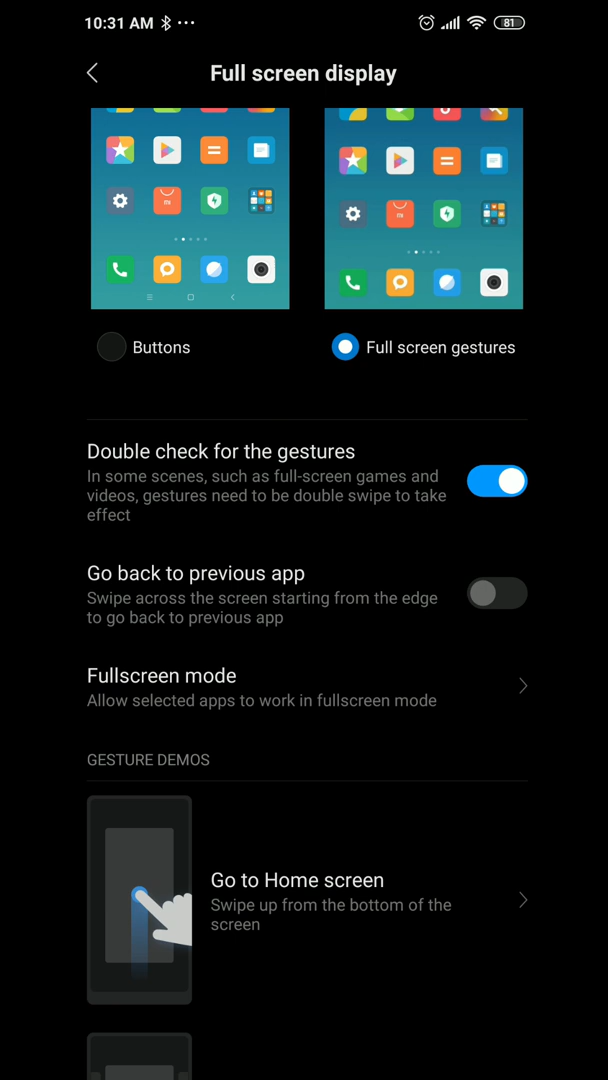 10:31 AM
81
Full screen display
Buttons
Full screen gestures
Double check for the gestures
In some scenes, such as full-screen games and
videos, gestures need to be double swipe to take
effect
Go back to previous app
Swipe across the screen starting from the edge
to go back to previous app
Fullscreen mode
Allow selected apps to work in fullscreen mode
GESTURE DEMOS
Go to Home screen
Swipe up from the bottom of the
screen